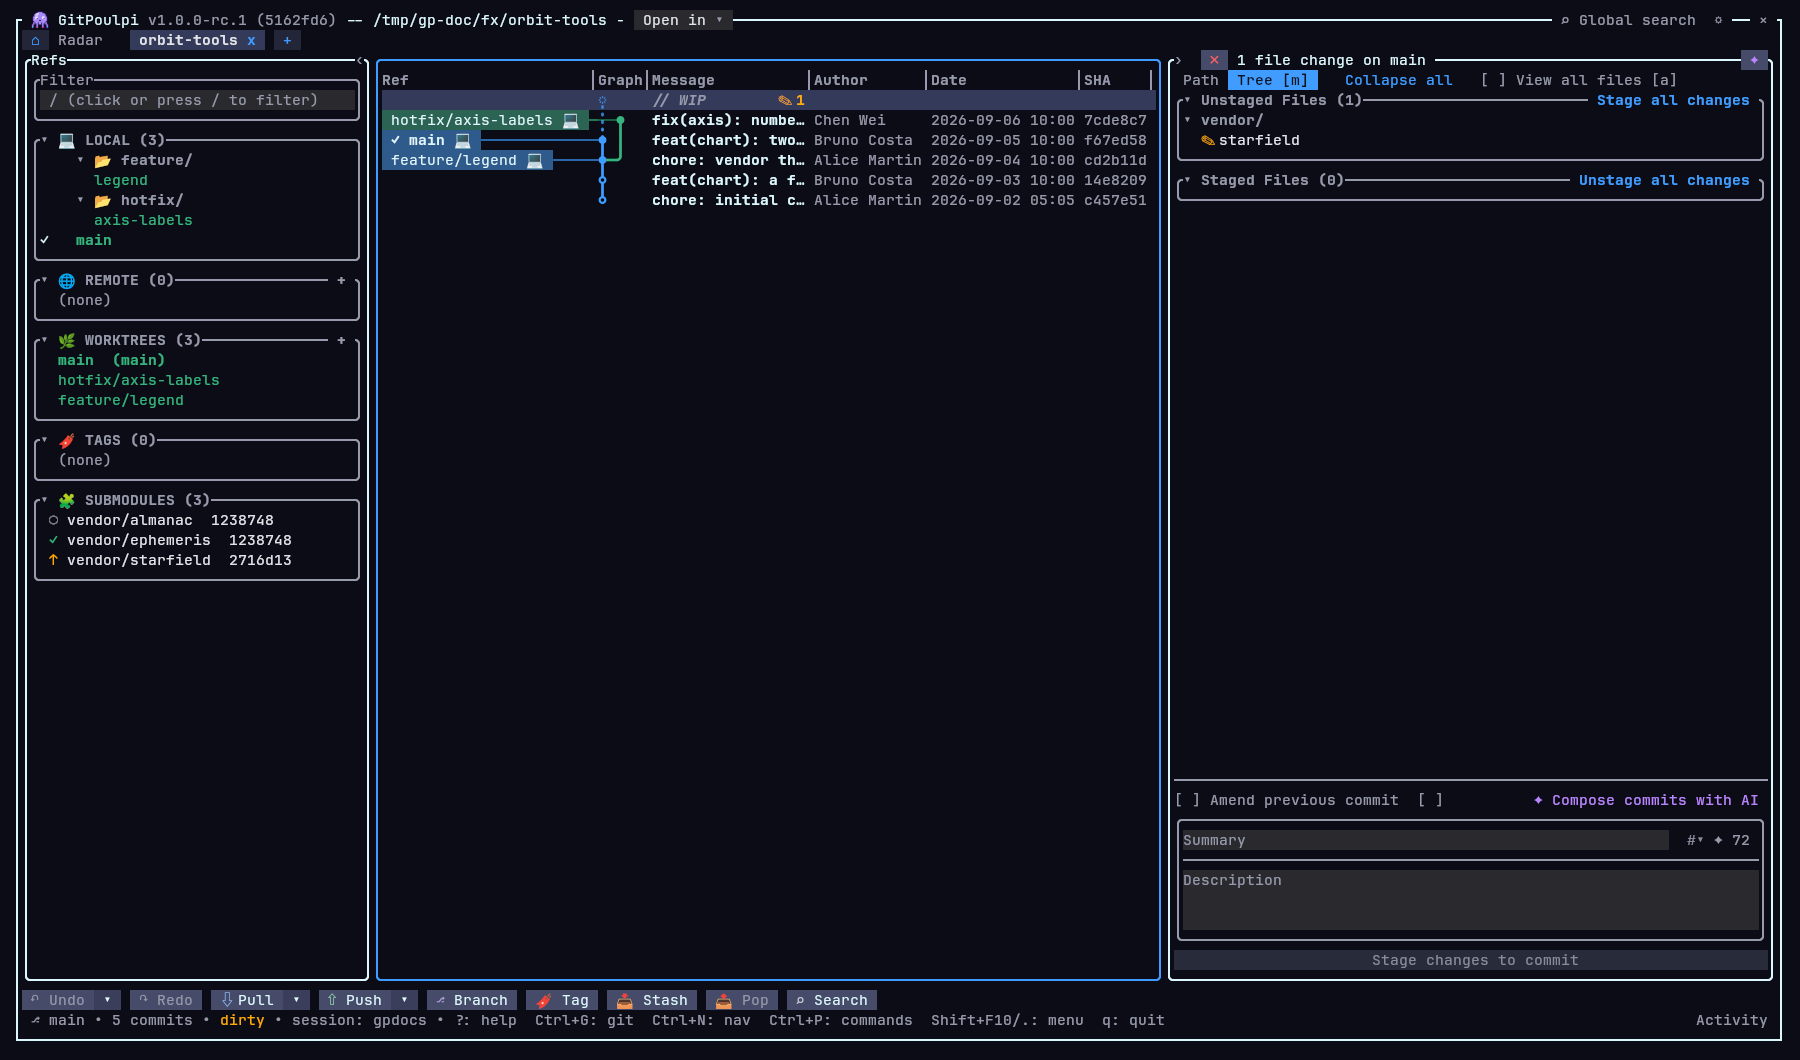 GitPoulpi v1.0.0-rc.1 (5162fd6) —— /tmp/gp-doc/fx/orbit-tools - Open in ▾ ⌕ Global search ⚙ ×
⌂ Radar orbit-tools x +
Refs ‹
Filter
/ (click or press / to filter)
▾ 💻 LOCAL (3)
▾ 📂 feature/
legend
▾ 📂 hotfix/
axis-labels
✓ main
▾ 🌐 REMOTE (0) +
(none)
▾ 🌿 WORKTREES (3) +
main (main)
hotfix/axis-labels
feature/legend
▾ TAGS (0)
(none)
▾ 🧩 SUBMODULES (3)
○ vendor/almanac 1238748
✓ vendor/ephemeris 1238748
↑ vendor/starfield 2716d13
Ref Graph Message Author Date SHA
// WIP ✎ 1
hotfix/axis-labels 💻 fix(axis): numbe… Chen Wei 2026-09-06 10:00 7cde8c7
✓ main 💻 feat(chart): two… Bruno Costa 2026-09-05 10:00 f67ed58
feature/legend 💻 chore: vendor th… Alice Martin 2026-09-04 10:00 cd2b11d
feat(chart): a f… Bruno Costa 2026-09-03 10:00 14e8209
chore: initial c… Alice Martin 2026-09-02 05:05 c457e51
› ✕ 1 file change on main ✦
Path Tree [m] Collapse all [ ] View all files [a]
▾ Unstaged Files (1) Stage all changes
▾ vendor/
✎ starfield
▾ Staged Files (0) Unstage all changes
[ ] Amend previous commit [ ] ✦ Compose commits with AI
Summary #▾ ✦ 72
Description
Stage changes to commit
↶ Undo ▾ ↷ Redo ⇩ Pull ▾ ⇧ Push ▾ Branch Tag 📤 Stash 📤 Pop ⌕ Search
main • 5 commits • dirty • session: gpdocs • ?: help Ctrl+G: git Ctrl+N: nav Ctrl+P: commands Shift+F10/.: menu q: quit Activity